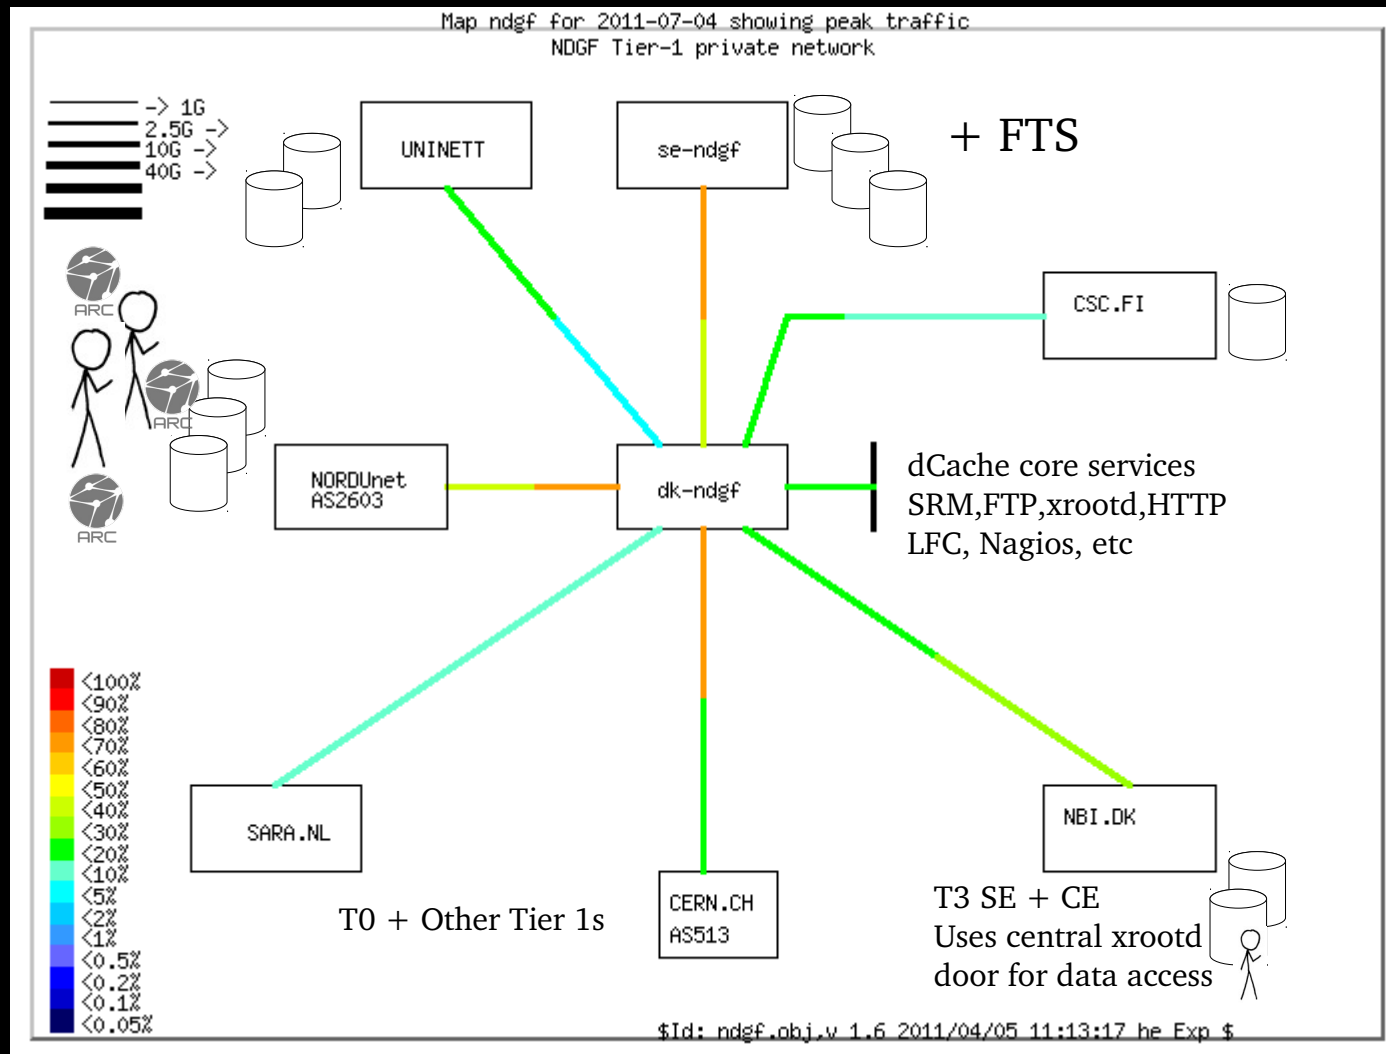 Map ndgf for 2011-07-04 showing peak traffic
NDGF Tier-1 private network
-> 1G
2.5G ->
10G ->
40G ->
UNINETT
se-ndgf
+ FTS
CSC.FI
ARC
ARC
ARC
NORDUnet
AS2603
dk-ndgf
dCache core services
SRM,FTP,xrootd,HTTP
LFC, Nagios, etc
<100%
<90%
<80%
<70%
<60%
<50%
<40%
<30%
<20%
<10%
<5%
<2%
<1%
<0.5%
<0.2%
<0.1%
<0.05%
SARA.NL
NBI.DK
T0 + Other Tier 1s
CERN.CH
AS513
T3 SE + CE
Uses central xrootd
door for data access
$Id: ndgf.obj,v 1.6 2011/04/05 11:13:17 he Exp $